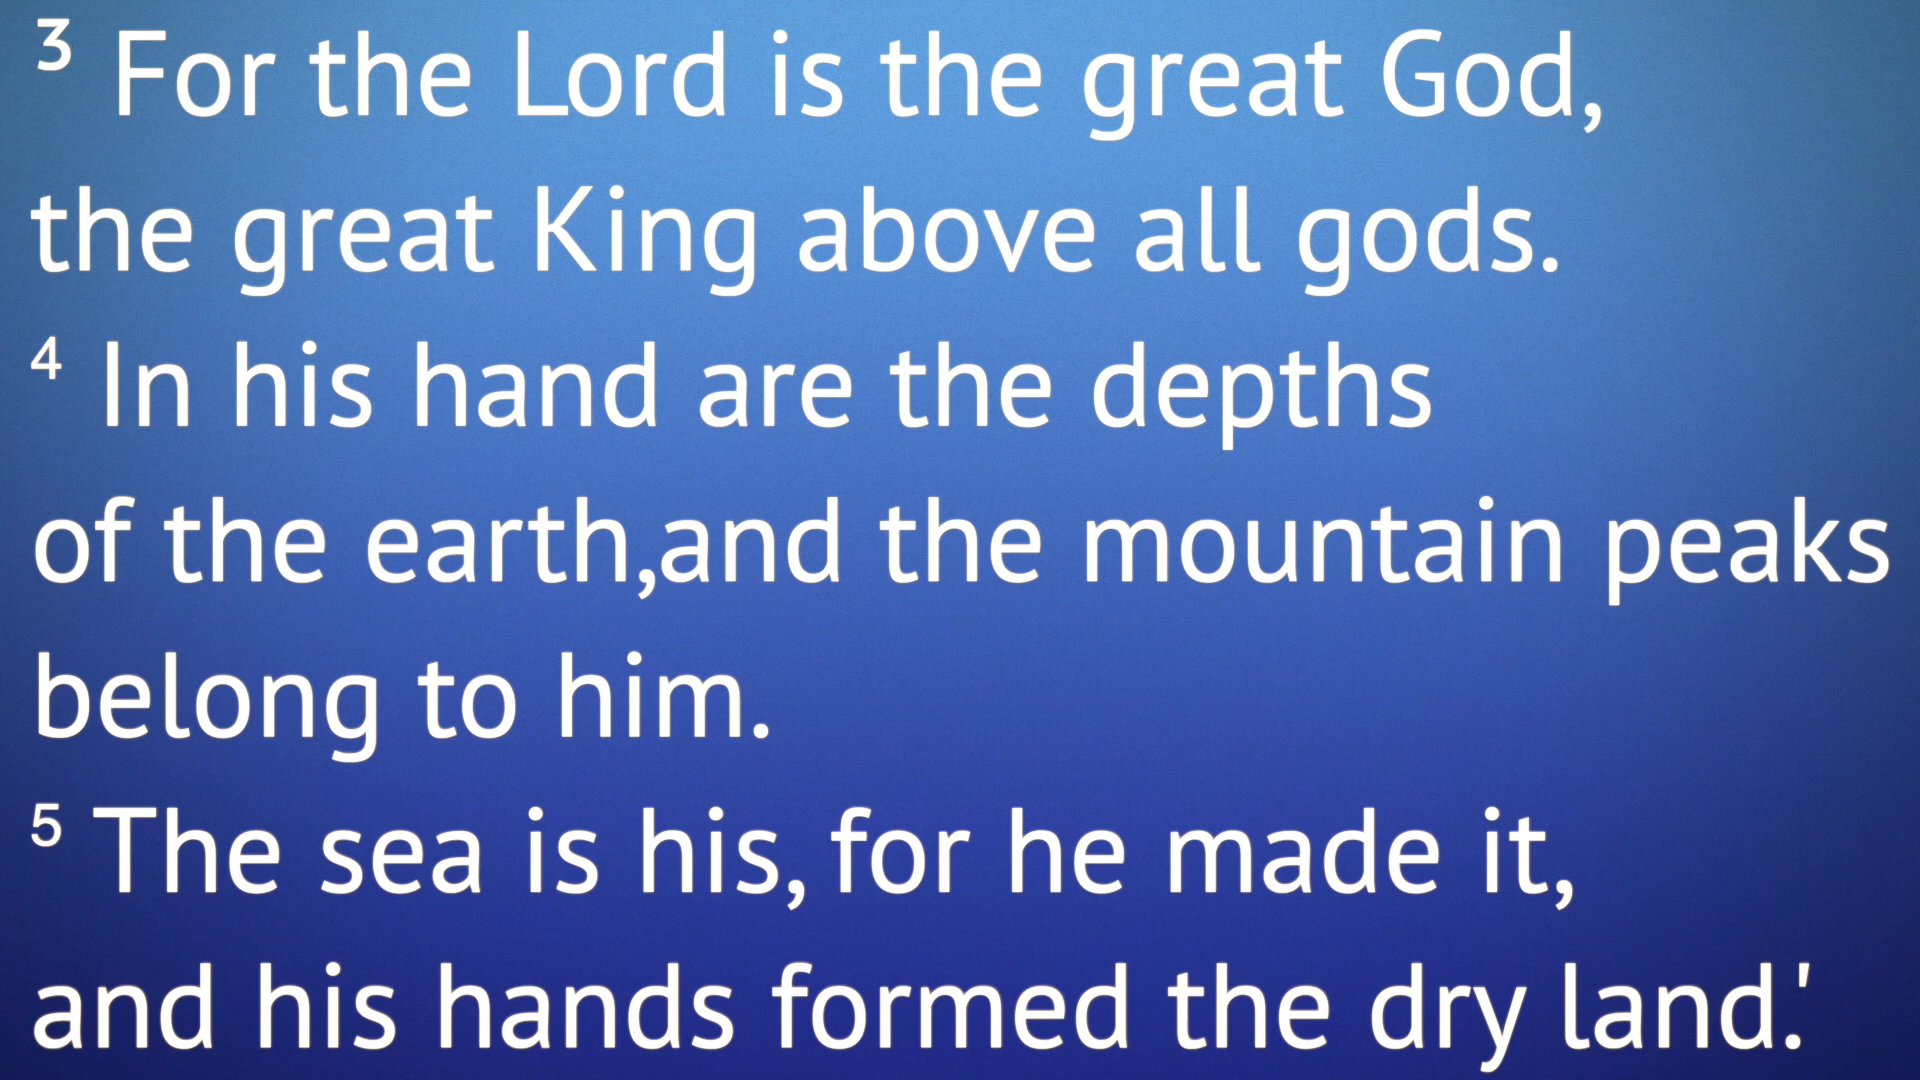 ³ For the Lord is the great God,
the great King above all gods.
⁴ In his hand are the depths
of the earth,and the mountain peaks
belong to him.
⁵ The sea is his, for he made it,
and his hands formed the dry land.'